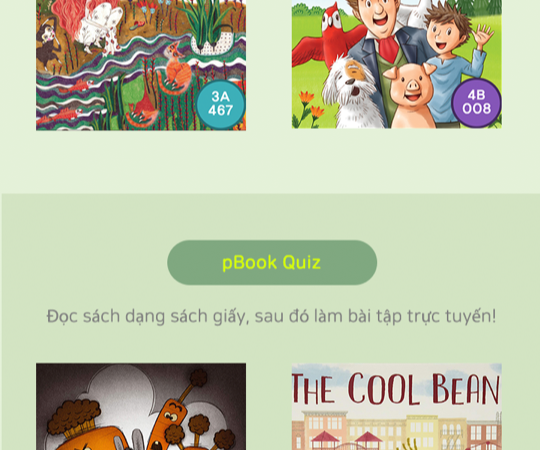 3A
467
4B
008
pBook Quiz
Đọc sách dạng sách giấy, sau đó làm bài tập trực tuyến!
THE COOL BEAN